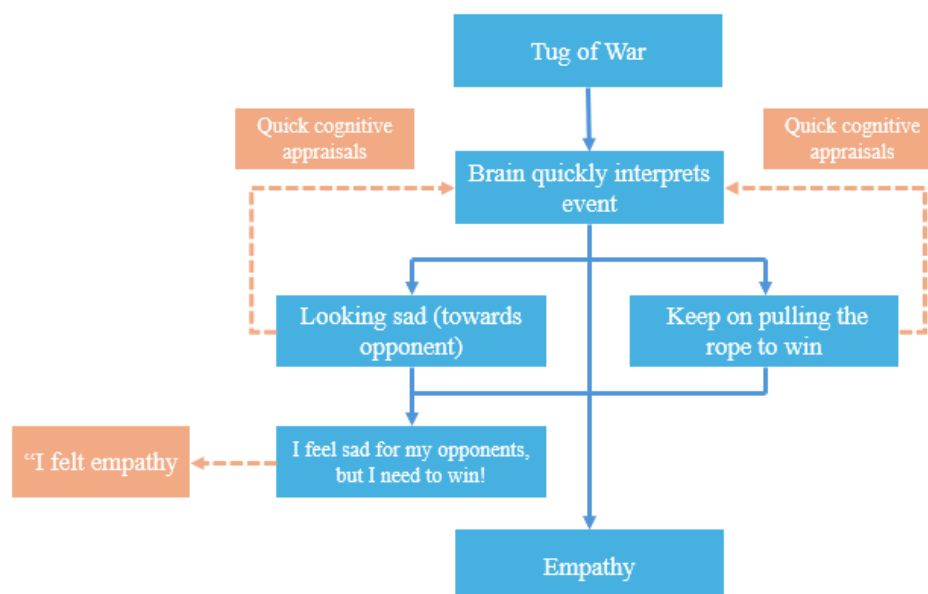 Tug of War
Quick cognitive
appraisals
Quick cognitive
appraisals
Brain quickly interprets
event
Looking sad (towards
opponent)
Keep on pulling the
rope to win
“I felt empathy
I feel sad for my opponents,
but I need to win!
Empathy